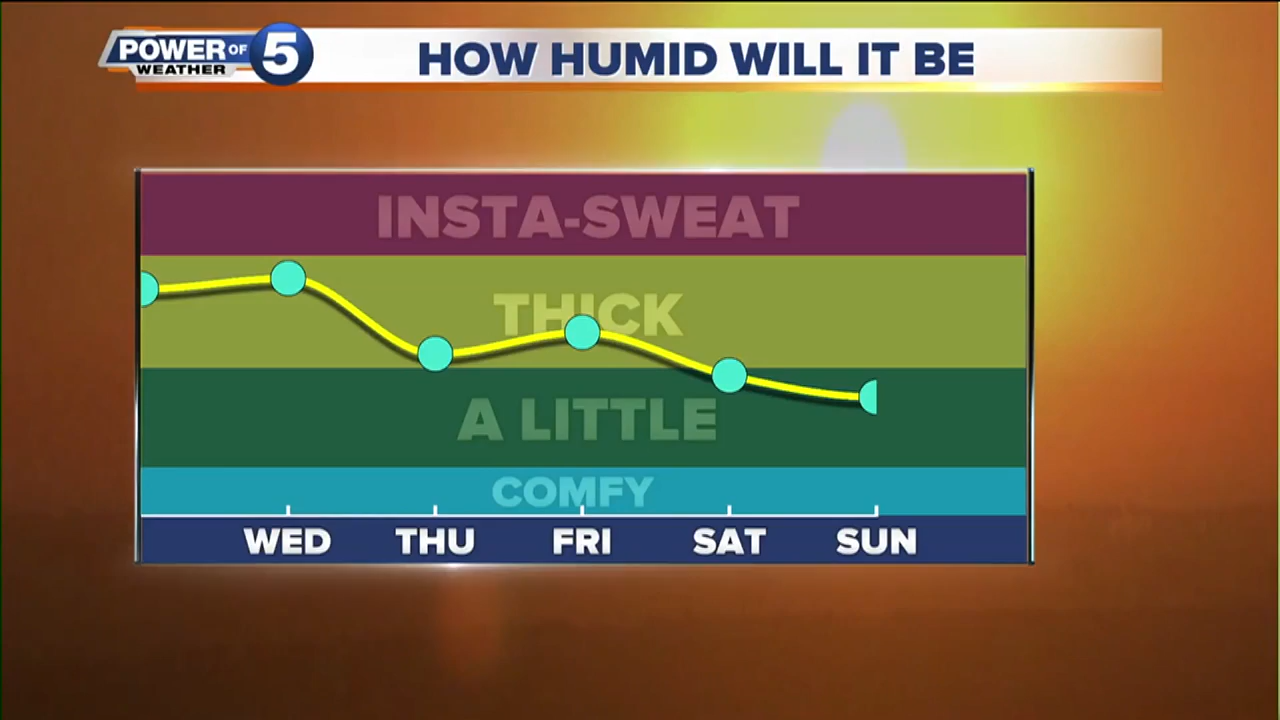 POWER OF 5
WEATHER
HOW HUMID WILL IT BE
INSTA-SWEAT
THICK
A LITTLE
COMFY
WED THU FRI SAT SUN